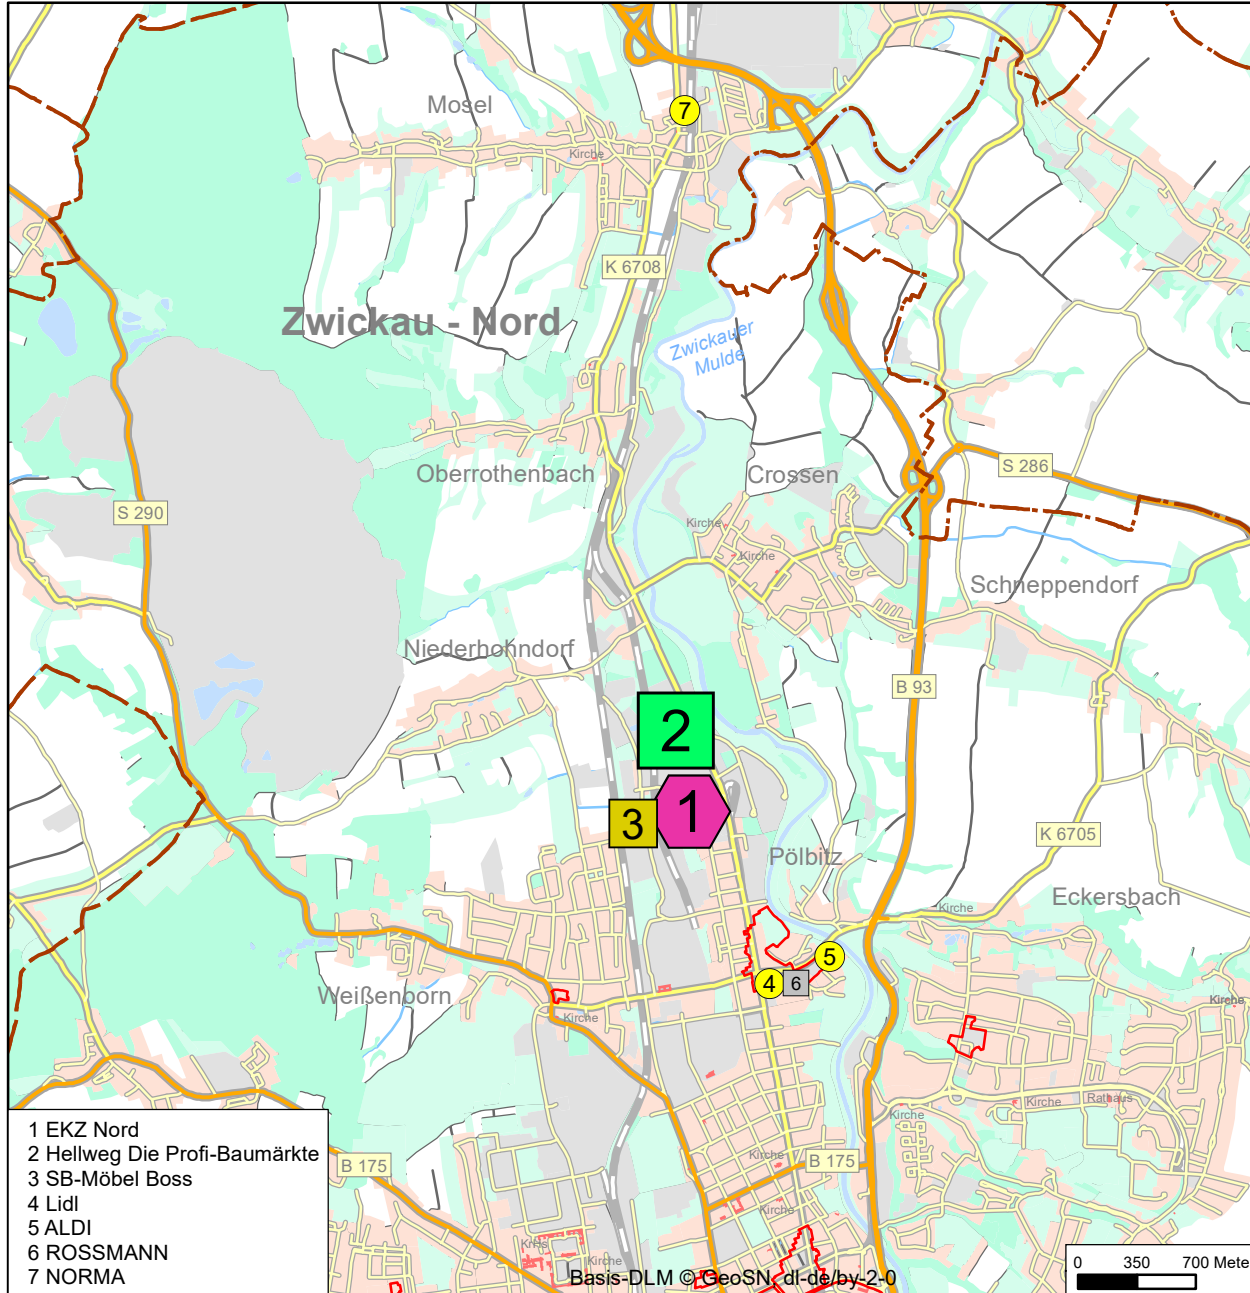 Mosel
7
Kirche
K 6708
Zwickau - Nord
Zwickauer
Mulde
Oberrothenbach
Crossen
S 286
S 290
Kirche
Kirche
Schneppendorf
Niederhohndorf
B 93
2
1
3
K 6705
Pölbitz
Eckersbach
Kirche
5
4
6
Weißenborn
Kirche
Kirche
Kirche
Kirche
Rathaus
Kirche
B 175
B 175
Kirche
Kirche
1 EKZ Nord
2 Hellweg Die Profi-Baumärkte
3 SB-Möbel Boss
4 Lidl
5 ALDI
6 ROSSMANN
7 NORMA
Basis-DLM © GeoSN, dl-de/by-2-0
0 350 700 Mete